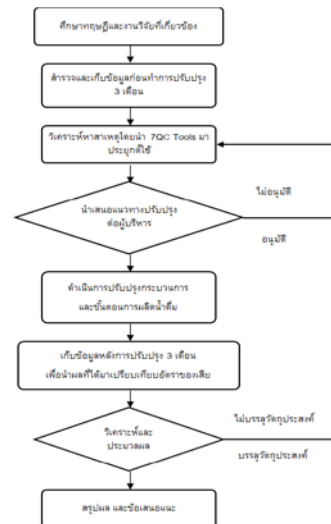 ศึกษาทฤษฎีและงานวิจัยที่เกี่ยวข้อง
สำรวจและเก็บข้อมูลก่อนทำการปรับปรุง
3 เดือน
วิเคราะห์หาสาเหตุโดยนำ 7QC Tools มา
ประยุกต์ใช้
ไม่อนุมัติ
นำเสนอแนวทางปรับปรุง
ต่อผู้บริหาร
อนุมัติ
ดำเนินการปรับปรุงกระบวนการ
และขั้นตอนการผลิตน้ำดื่ม
เก็บข้อมูลหลังการปรับปรุง 3 เดือน
เพื่อนำผลที่ได้มาเปรียบเทียบอัตราของเสีย
ไม่บรรลุวัตถุประสงค์
วิเคราะห์และ
ประมวลผล
บรรลุวัตถุประสงค์
สรุปผล และข้อเสนอแนะ